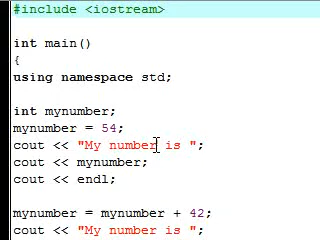 #include <iostream>
int main()
{
using namespace std;
int mynumber;
mynumber = 54;
cout << "My number is ";
cout << mynumber;
cout << endl;
mynumber = mynumber + 42;
cout << "My number is ";